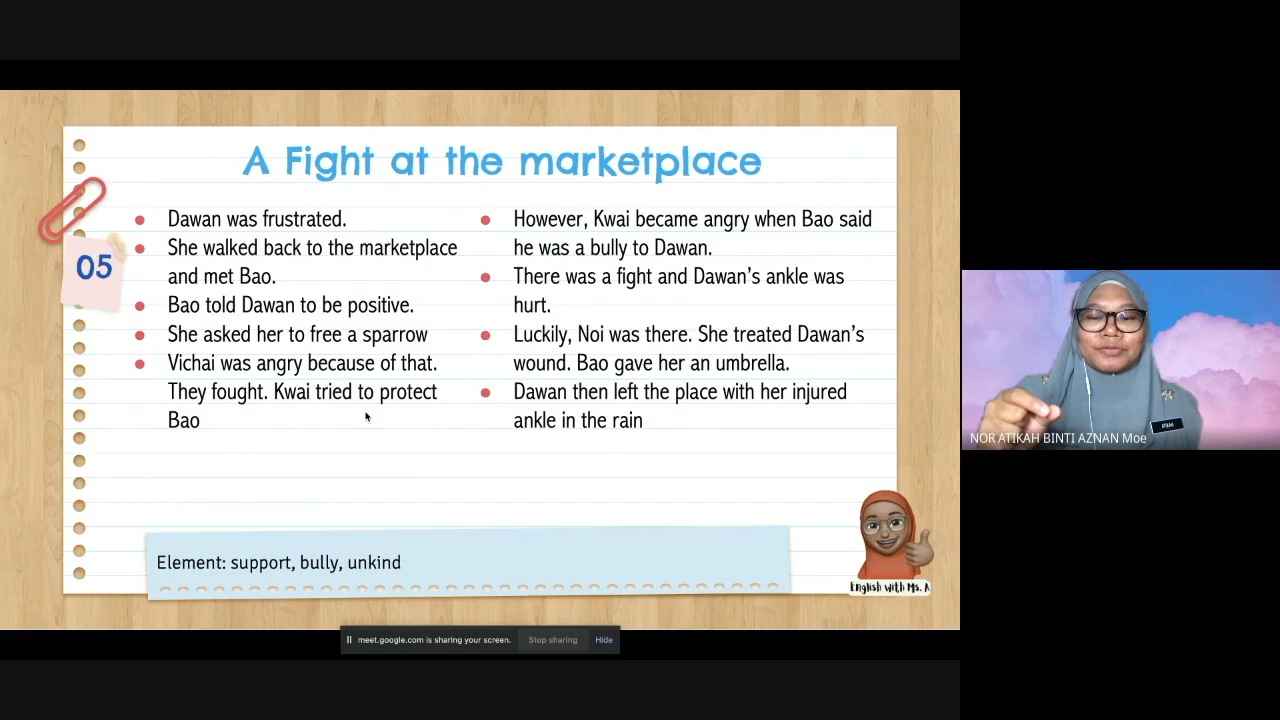 A Fight at the marketplace
05
Dawan was frustrated.
She walked back to the marketplace
and met Bao.
Bao told Dawan to be positive.
She asked her to free a sparrow
Vichai was angry because of that.
They fought. Kwai tried to protect
Bao
However, Kwai became angry when Bao said
he was a bully to Dawan.
There was a fight and Dawan's ankle was
hurt.
Luckily, Noi was there. She treated Dawan's
wound. Bao gave her an umbrella.
Dawan then left the place with her injured
ankle in the rain
Element: support, bully, unkind
English with Ms. A
meet.google.com is sharing your screen.
Stop sharing
Hide
NOR ATIKAH BINTI AZNAN Moe